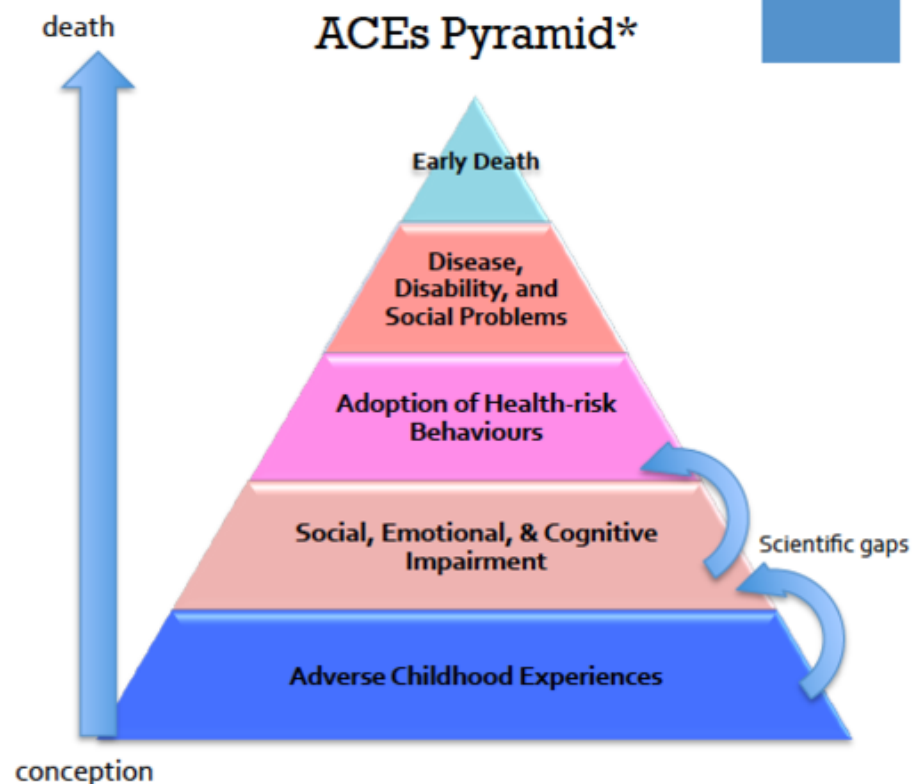 death
ACEs Pyramid*
Early Death
Disease,
Disability, and
Social Problems
Adoption of Health-risk
Behaviours
Social, Emotional, & Cognitive
Impairment
Scientific gaps
Adverse Childhood Experiences
conception